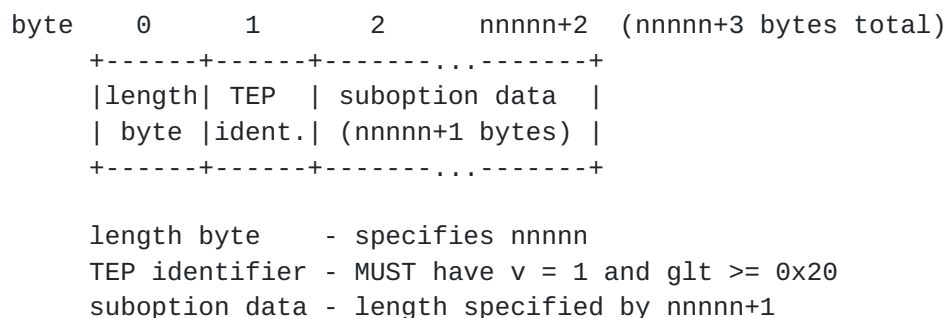 byte    0      1       2       nnnnn+2  (nnnnn+3 bytes total)
     +------+------+-------...-------+
     |length| TEP  | suboption data  |
     | byte |ident.| (nnnnn+1 bytes) |
     +------+------+-------...-------+
     length byte    - specifies nnnnn
     TEP identifier - MUST have v = 1 and glt >= 0x20
     suboption data - length specified by nnnnn+1